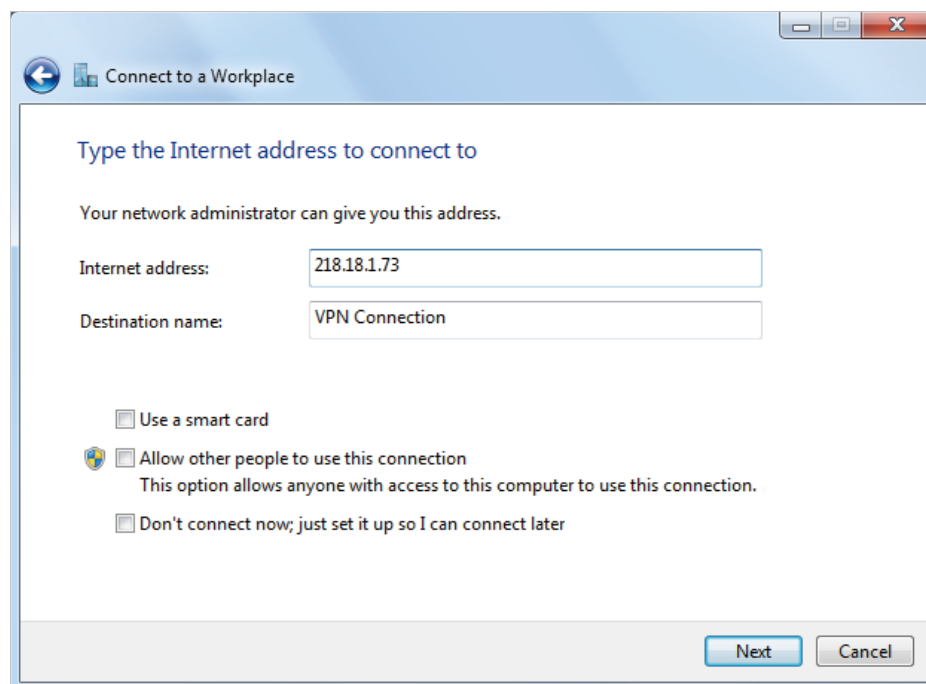 Connect to a Workplace
Type the Internet address to connect to
Your network administrator can give you this address.
Internet address: 218.18.1.73
Destination name: VPN Connection
Use a smart card
Allow other people to use this connection
This option allows anyone with access to this computer to use this connection.
Don't connect now; just set it up so I can connect later
Next Cancel